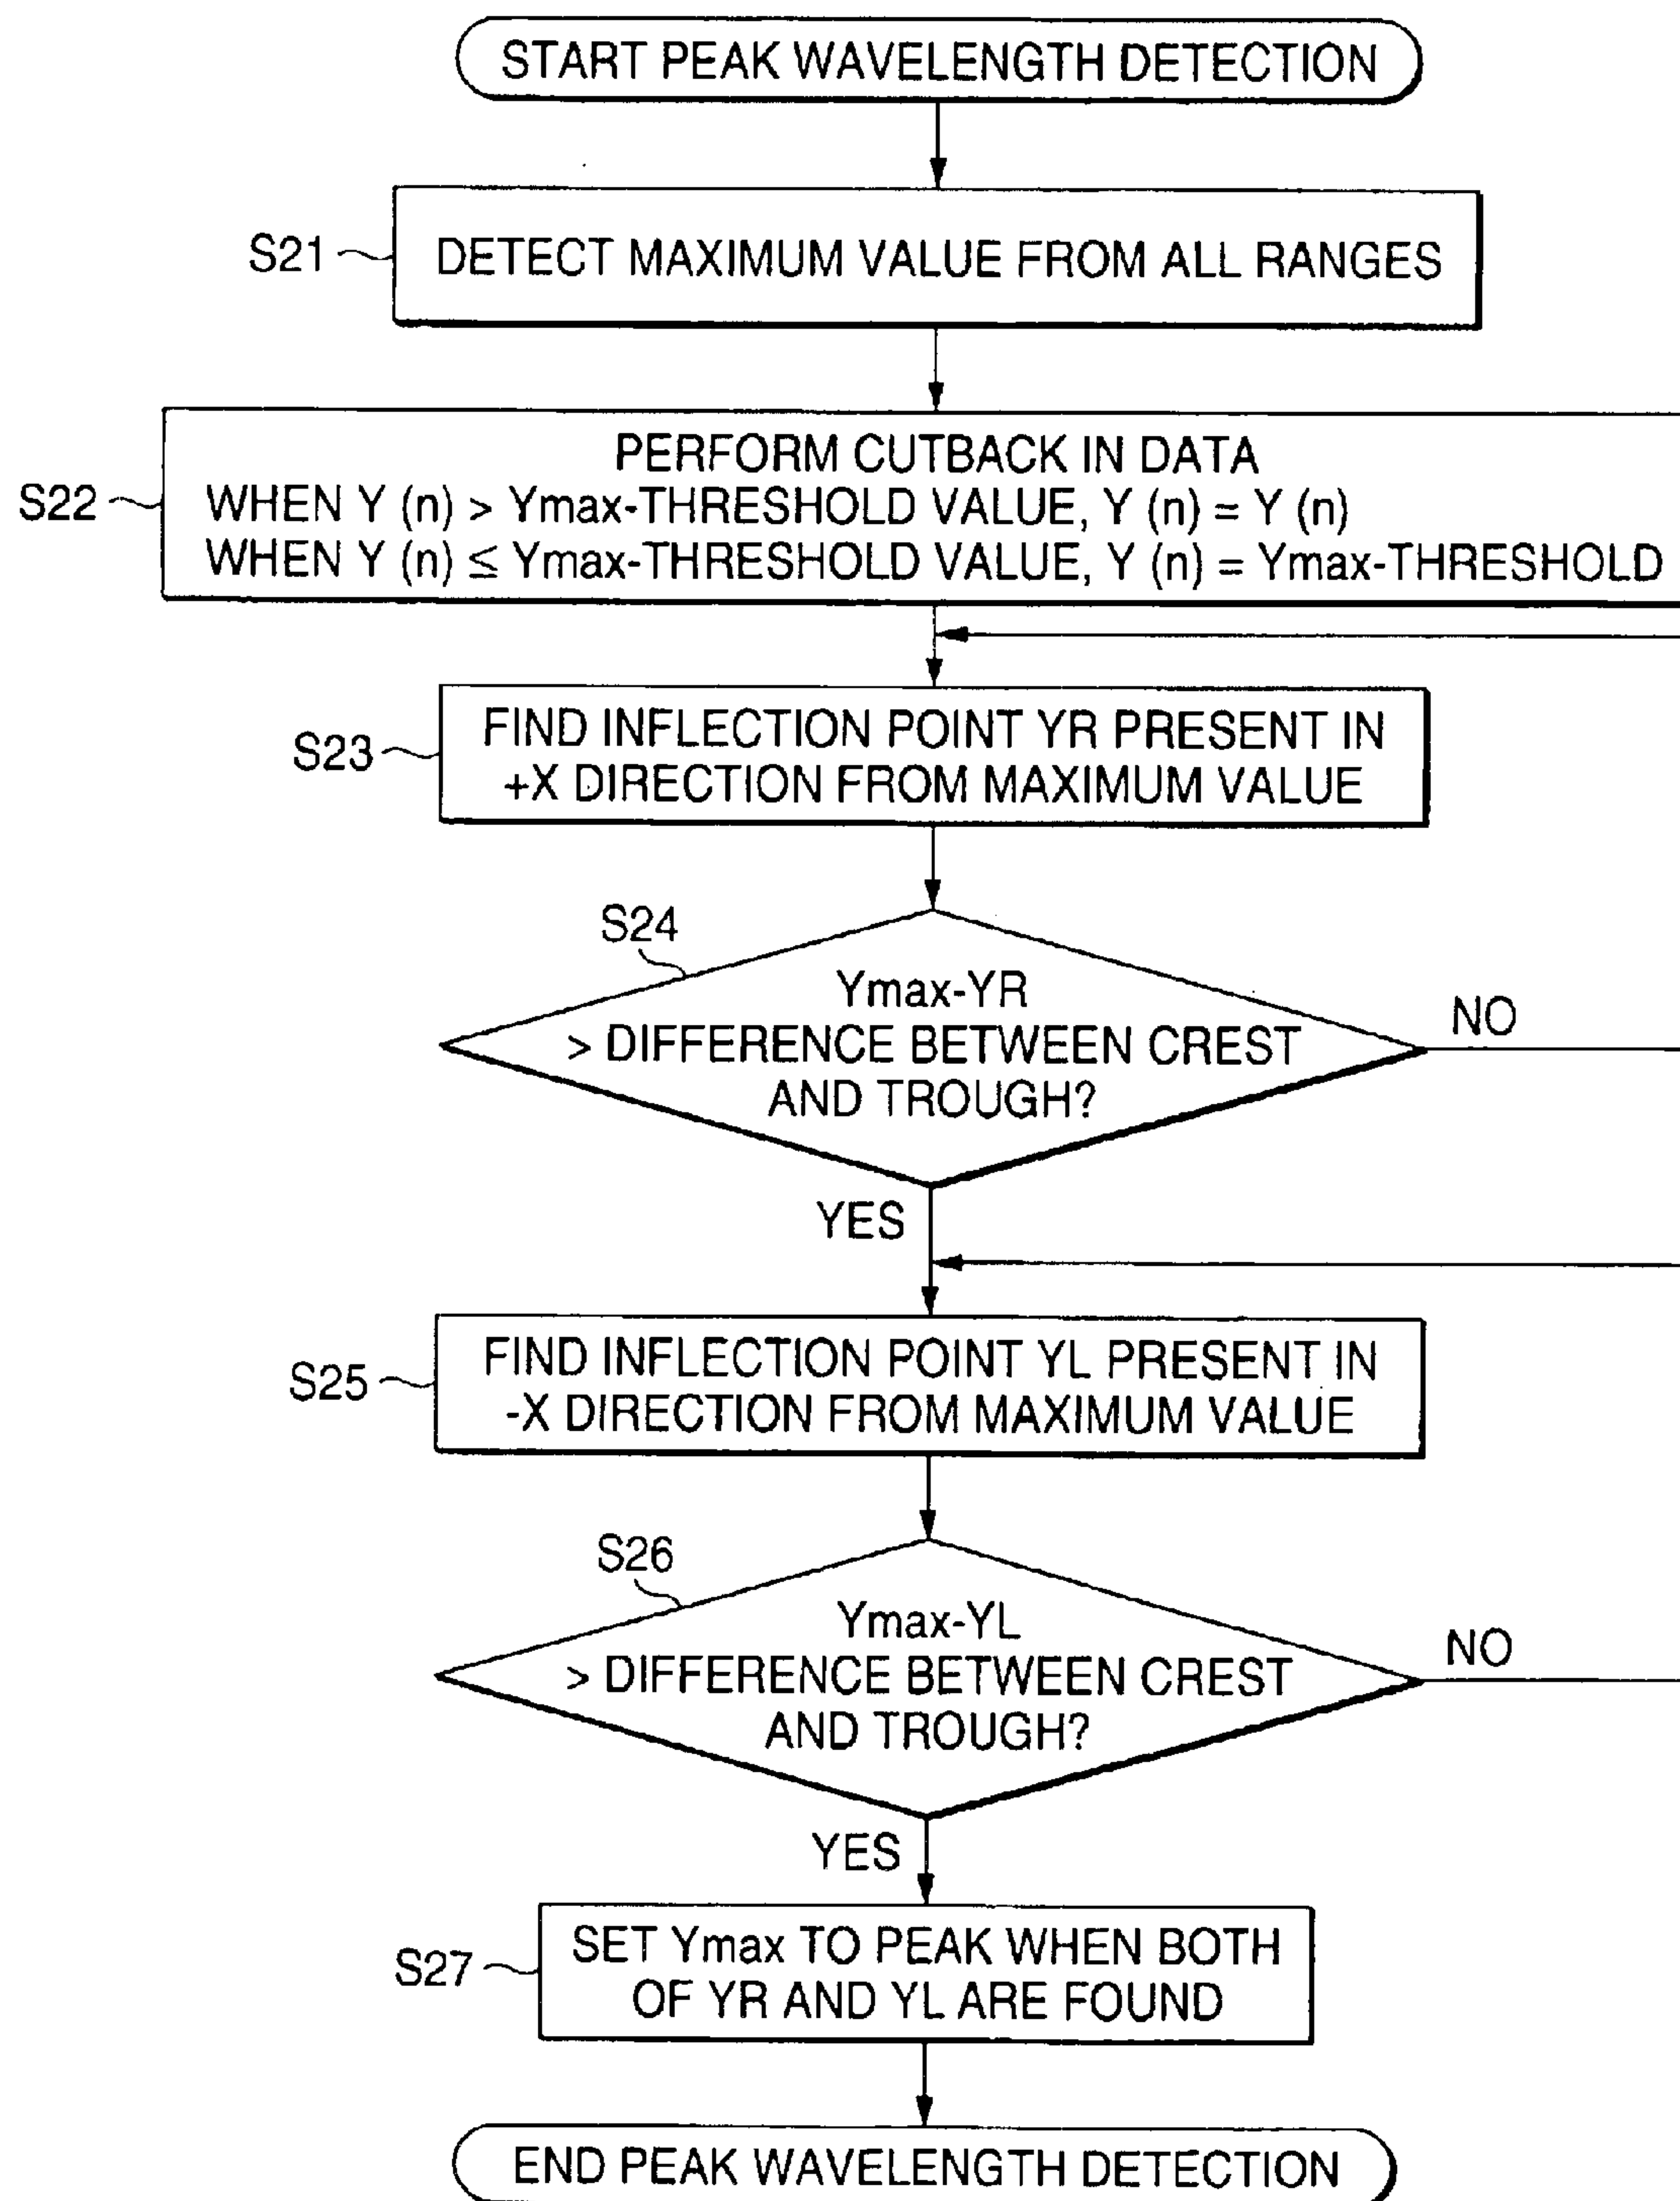 START PEAK WAVELENGTH DETECTION
S21
DETECT MAXIMUM VALUE FROM ALL RANGES
S22
PERFORM CUTBACK IN DATA
WHEN Y (n) > Ymax-THRESHOLD VALUE, Y (n) = Y (n)
WHEN Y (n) ≤ Ymax-THRESHOLD VALUE, Y (n) = Ymax-THRESHOLD
S23
FIND INFLECTION POINT YR PRESENT IN
+X DIRECTION FROM MAXIMUM VALUE
S24
Ymax-YR
> DIFFERENCE BETWEEN CREST
AND TROUGH?
NO
YES
S25
FIND INFLECTION POINT YL PRESENT IN
-X DIRECTION FROM MAXIMUM VALUE
S26
Ymax-YL
> DIFFERENCE BETWEEN CREST
AND TROUGH?
NO
YES
S27
SET Ymax TO PEAK WHEN BOTH
OF YR AND YL ARE FOUND
END PEAK WAVELENGTH DETECTION